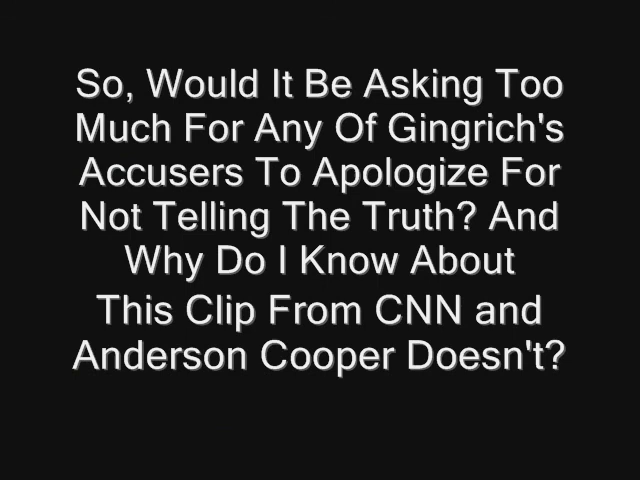 So, Would It Be Asking Too
Much For Any Of Gingrich's
Accusers To Apologize For
Not Telling The Truth? And
Why Do I Know About
This Clip From CNN and
Anderson Cooper Doesn't?